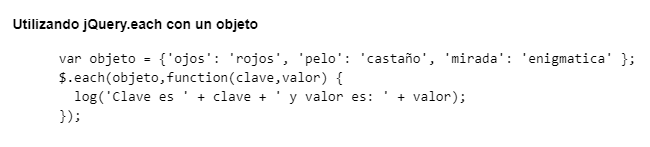 Utilizando jQuery.each con un objeto
var objeto = {'ojos': 'rojos', 'pelo': 'castaño', 'mirada': 'enigmatica' };
$.each(objeto,function(clave,valor) {
  log('Clave es ' + clave + ' y valor es: ' + valor);
});